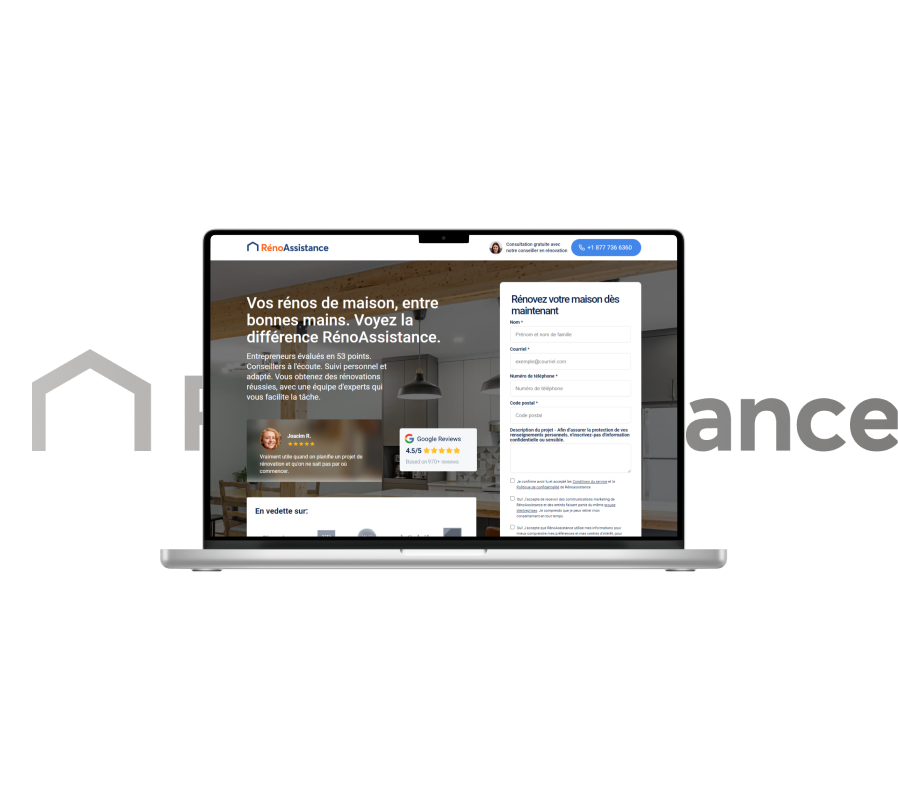 RénoAssistance
Consultation gratuite avec
notre conseiller en rénovation
+1 877 736 6360
Vos rénos de maison, entre
bonnes mains. Voyez la
différence RénoAssistance.
Entrepreneurs évalués en 53 points.
Conseillers à l'écoute. Suivi personnel et
adapté. Vous obtenez des rénovations
réussies, avec une équipe d'experts qui
vous facilite la tâche.
Joacim R.
Vraiment utile quand on planifie un projet de
rénovation et qu'on ne sait pas par où
commencer.
Google Reviews
4.5/5
Based on 870+ reviews
En vedette sur:
Rénovez votre maison dès
maintenant
Nom *
Prénom et nom de famille
Courriel *
exemple@courriel.com
Numéro de téléphone *
Numéro de téléphone
Code postal *
Code postal
Description du projet - Afin d'assurer la protection de vos
renseignements personnels, n'inscrivez-pas d'information
confidentielle ou sensible.
Je confirme avoir lu et accepté les Conditions du service et la
Politique de confidentialité de RénoAssistance
Oui! J'accepte de recevoir des communications marketing de
RénoAssistance et des entités faisant partie du même groupe
d'entreprises. Je comprends que je peux retirer mon
consentement en tout temps.
Oui! J'accepte que RénoAssistance utilise mes informations pour
mieux comprendre mes préférences et mes centres d'intérêt, pour
ance